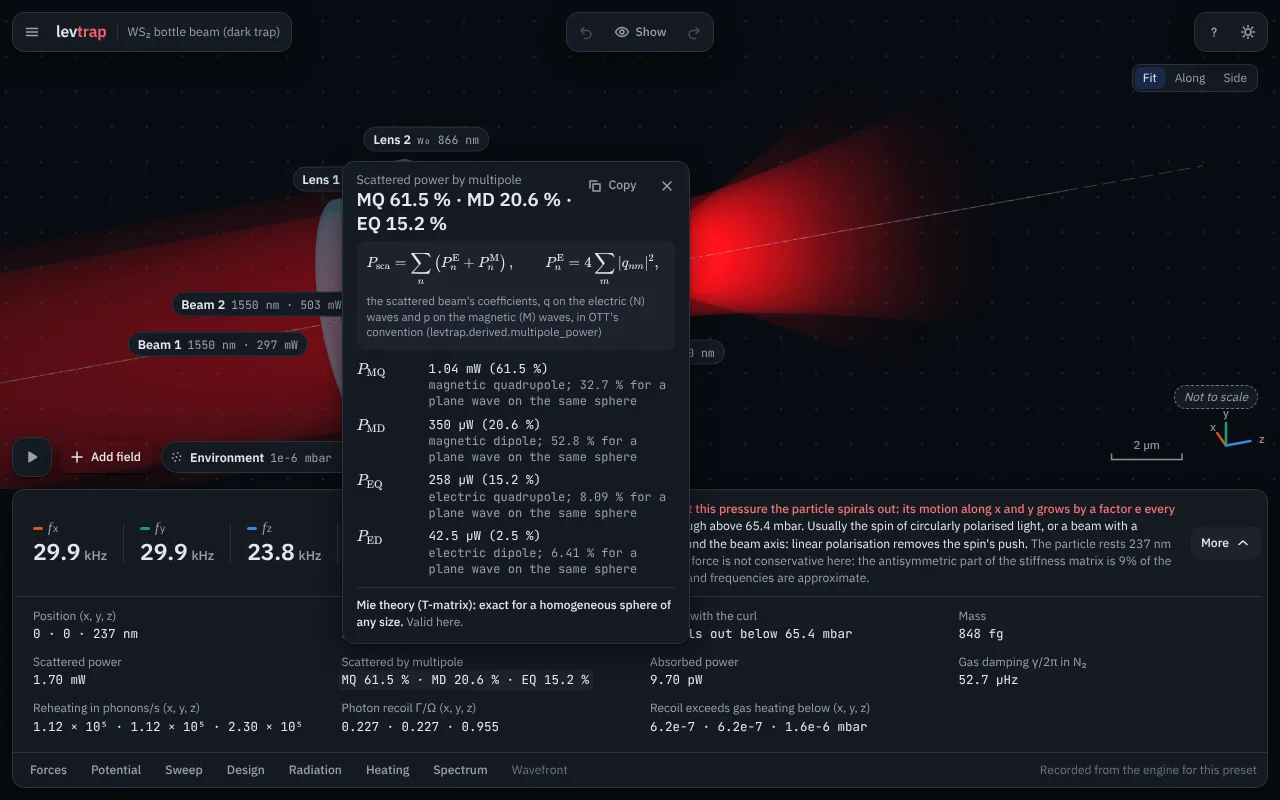 levtrap
WS₂ bottle beam (dark trap)
Show
?
Fit
Along
Side
Lens 2 w₀ 866 nm
Lens 1
Beam 2 1550 nm · 503 mW
Beam 1 1550 nm · 297 mW
nm
Scattered power by multipole
Copy
MQ 61.5 % · MD 20.6 % ·
EQ 15.2 %
P_sca = ∑_n (P_n^E + P_n^M), P_n^E = 4 ∑_m |q_nm|²,
the scattered beam's coefficients, q on the electric (N)
waves and p on the magnetic (M) waves, in OTT's
convention (levtrap.derived.multipole_power)
P_MQ 1.04 mW (61.5 %)
magnetic quadrupole; 32.7 % for a
plane wave on the same sphere
P_MD 350 µW (20.6 %)
magnetic dipole; 52.8 % for a
plane wave on the same sphere
P_EQ 258 µW (15.2 %)
electric quadrupole; 8.09 % for a
plane wave on the same sphere
P_ED 42.5 µW (2.5 %)
electric dipole; 6.41 % for a
plane wave on the same sphere
Mie theory (T-matrix): exact for a homogeneous sphere of
any size. Valid here.
Not to scale
y
x
z
2 µm
Add field
Environment 1e-6 mbar
fx
29.9 kHz
fy
29.9 kHz
fz
23.8 kHz
this pressure the particle spirals out: its motion along x and y grows by a factor e every
above 65.4 mbar. Usually the spin of circularly polarised light, or a beam with a
the beam axis: linear polarisation removes the spin's push. The particle rests 237 nm
force is not conservative here: the antisymmetric part of the stiffness matrix is 9% of the
and frequencies are approximate.
More
Position (x, y, z)
0 · 0 · 237 nm
with the curl
out below 65.4 mbar
Mass
848 fg
Scattered power
1.70 mW
Scattered by multipole
MQ 61.5 % · MD 20.6 % · EQ 15.2 %
Absorbed power
9.70 pW
Gas damping γ/2π in N₂
52.7 µHz
Reheating in phonons/s (x, y, z)
1.12 × 10⁵ · 1.12 × 10⁵ · 2.30 × 10⁵
Photon recoil Γ/Ω (x, y, z)
0.227 · 0.227 · 0.955
Recoil exceeds gas heating below (x, y, z)
6.2e-7 · 6.2e-7 · 1.6e-6 mbar
Forces
Potential
Sweep
Design
Radiation
Heating
Spectrum
Wavefront
Recorded from the engine for this preset